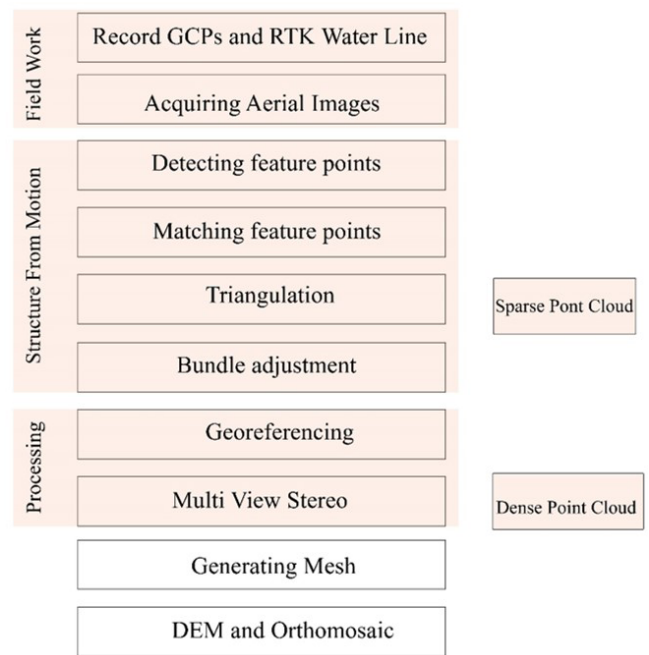 Field Work
Record GCPs and RTK Water Line
Acquiring Aerial Images
Structure From Motion
Detecting feature points
Matching feature points
Triangulation
Sparse Pont Cloud
Bundle adjustment
Processing
Georeferencing
Multi View Stereo
Dense Point Cloud
Generating Mesh
DEM and Orthomosaic